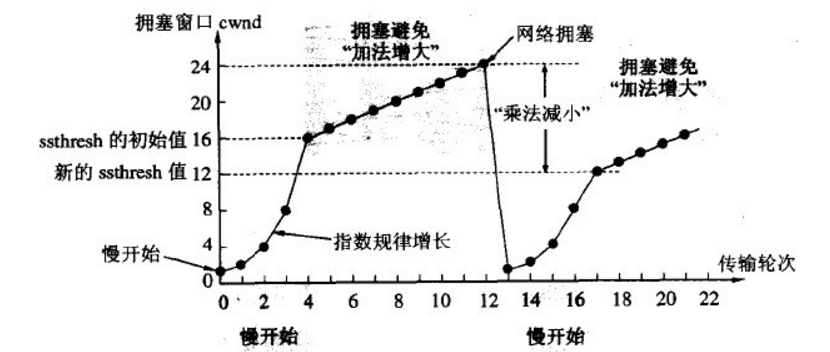 拥塞窗口 cwnd
拥塞避免
“加法增大”
网络拥塞
拥塞避免
“加法增大”
24
20
“乘法减小”
ssthresh 的初始值 16
新的 ssthresh 值 12
8
指数规律增长
慢开始
4
传输轮次
0
0 2 4 6 8 10 12 14 16 18 20 22
慢开始
慢开始